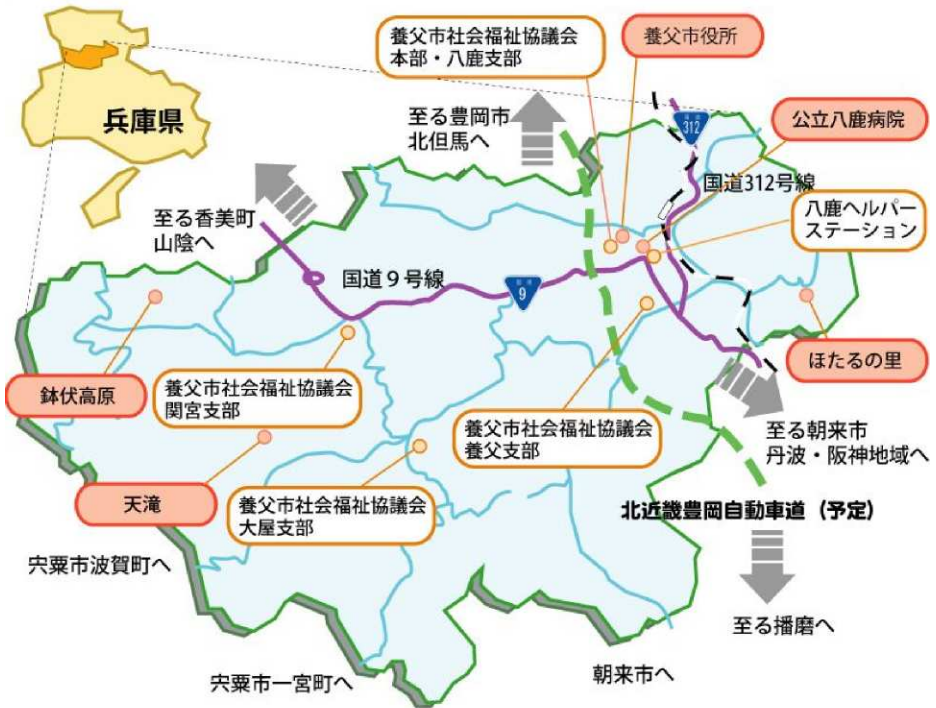 養父市社会福祉協議会
本部・八鹿支部
養父市役所
兵庫県
至る豊岡市
北但馬へ
312
公立八鹿病院
国道312号線
八鹿ヘルパー
ステーション
至る香美町
山陰へ
国道９号線
9
ほたるの里
鉢伏高原
養父市社会福祉協議会
関宮支部
養父市社会福祉協議会
養父支部
至る朝来市
丹波・阪神地域へ
天滝
養父市社会福祉協議会
大屋支部
北近畿豊岡自動車道（予定）
宍粟市波賀町へ
至る播磨へ
宍粟市一宮町へ
朝来市へ